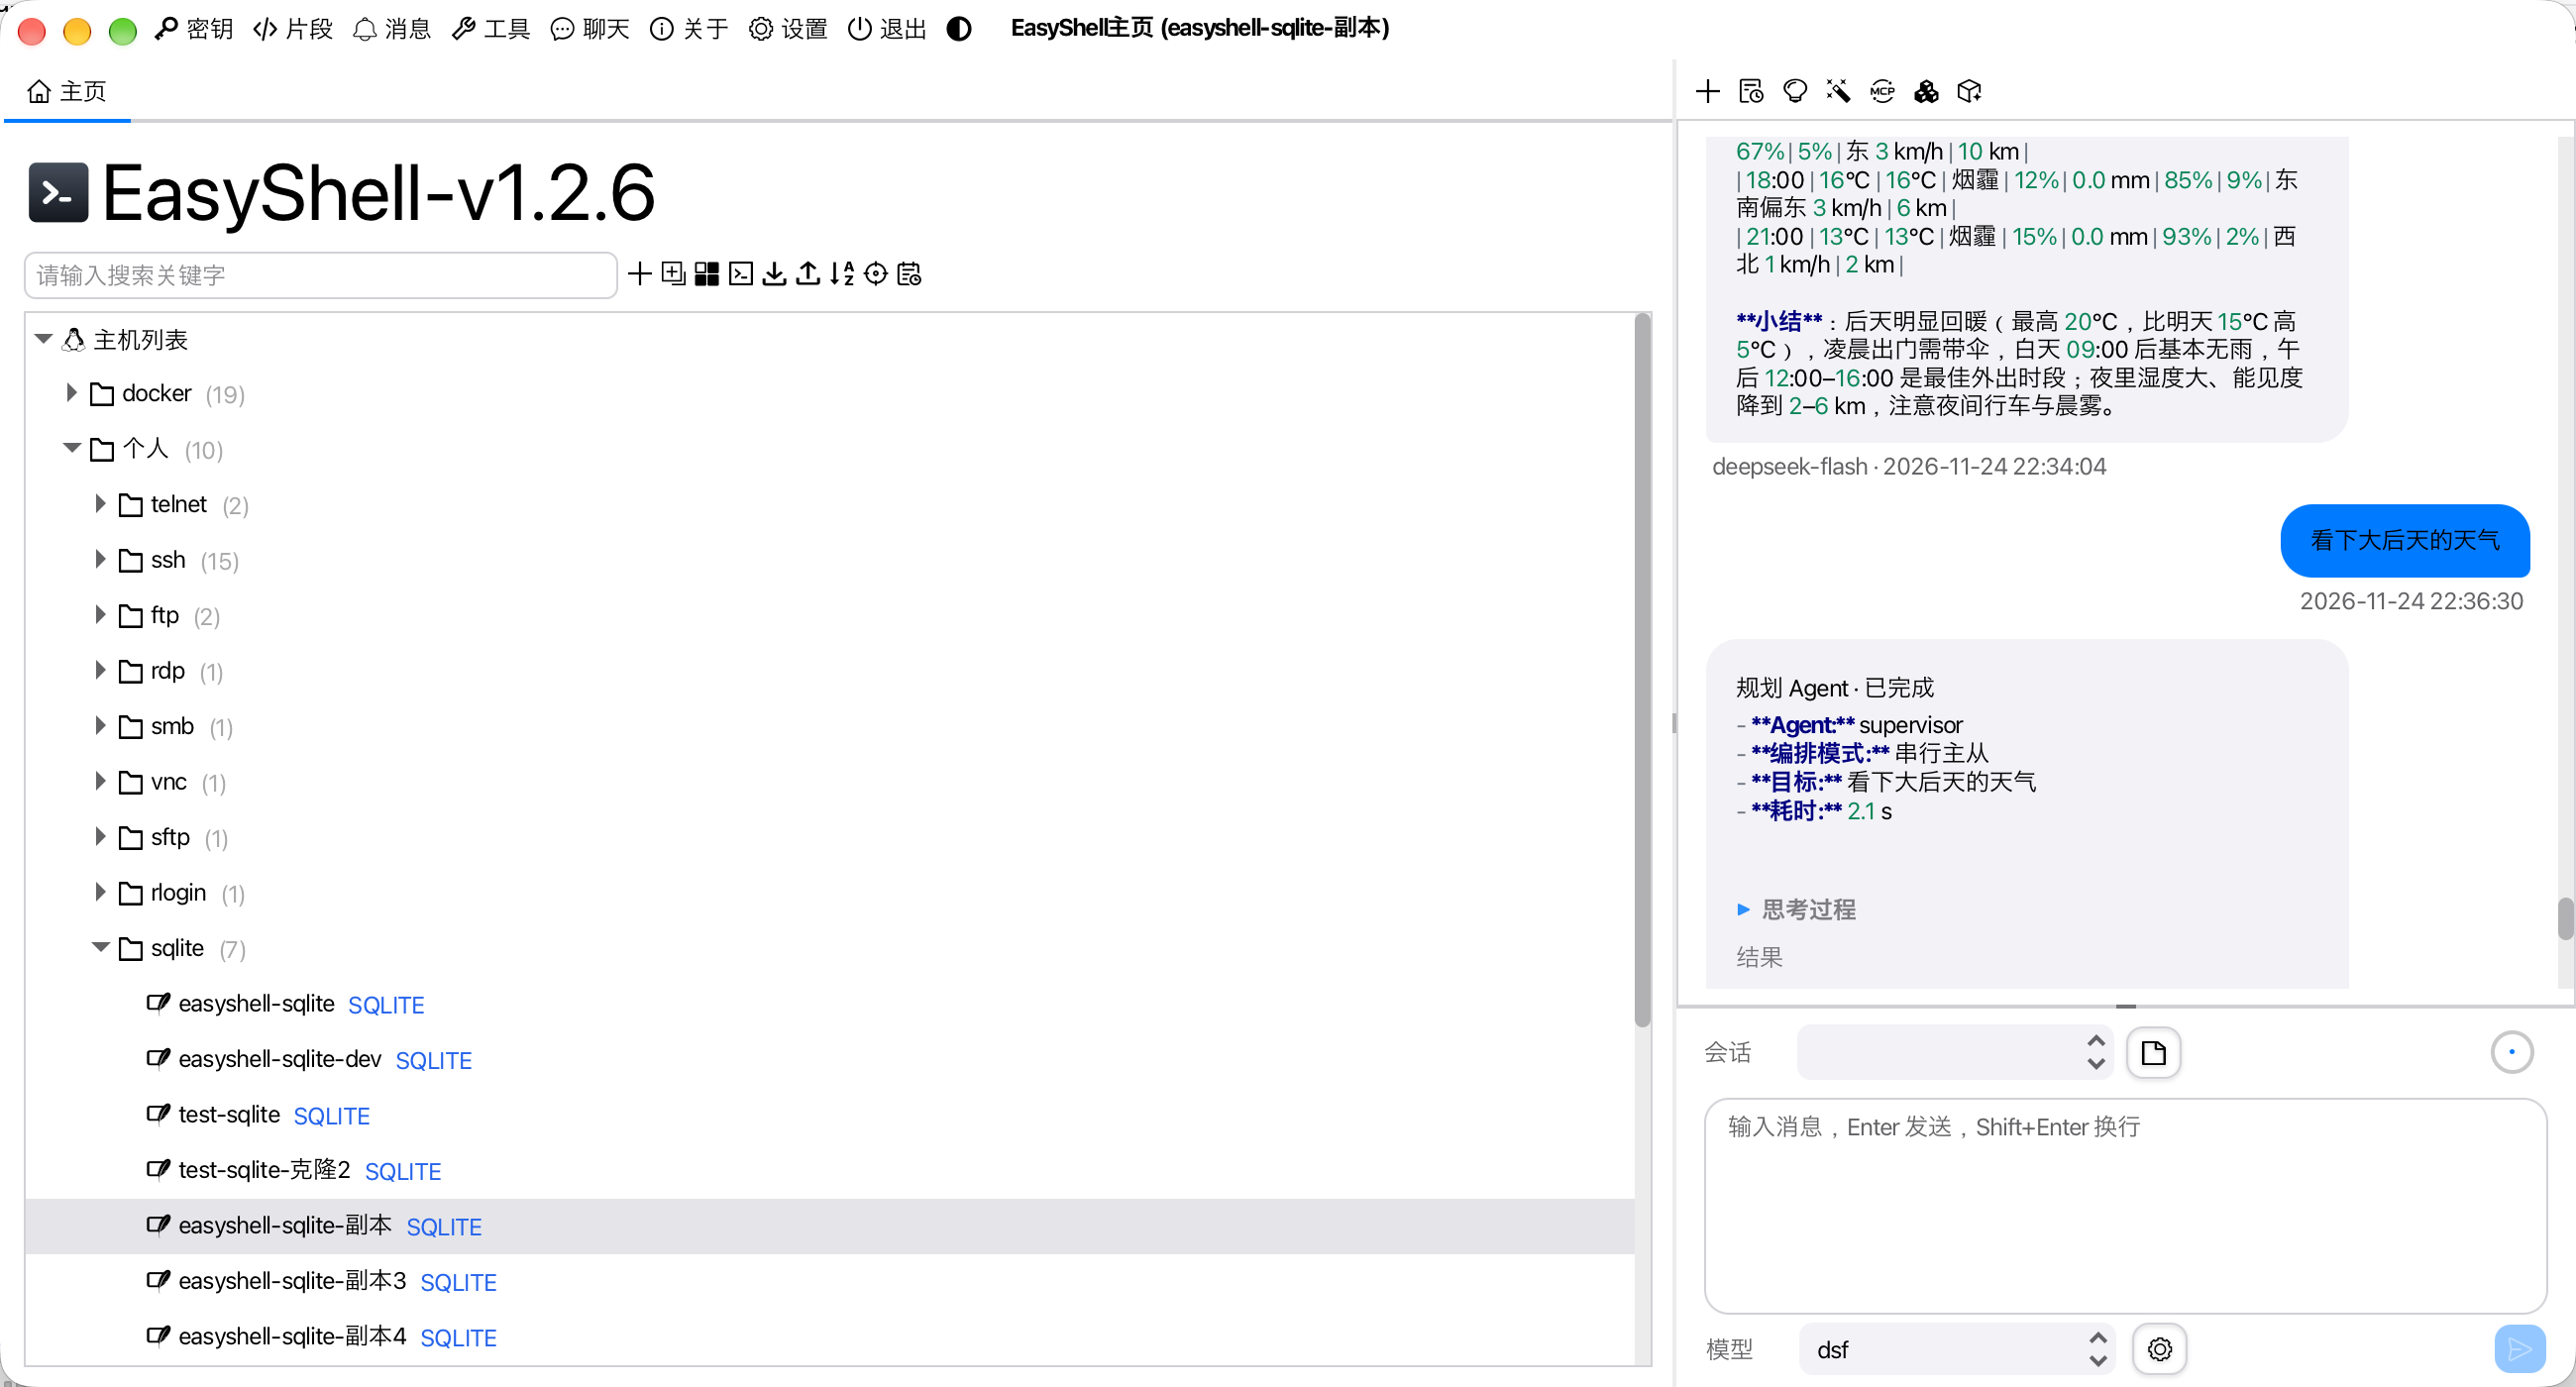 密钥 片段 消息 工具 聊天 关于 设置 退出 EasyShell主页 (easyshell-sqlite-副本)
主页
EasyShell-v1.2.6
请输入搜索关键字
主机列表
docker (19)
个人 (10)
telnet (2)
ssh (15)
ftp (2)
rdp (1)
smb (1)
vnc (1)
sftp (1)
rlogin (1)
sqlite (7)
easyshell-sqlite SQLITE
easyshell-sqlite-dev SQLITE
test-sqlite SQLITE
test-sqlite-克隆2 SQLITE
easyshell-sqlite-副本 SQLITE
easyshell-sqlite-副本3 SQLITE
easyshell-sqlite-副本4 SQLITE
MCP
67% | 5% | 东 3 km/h | 10 km |
| 18:00 | 16°C | 16°C | 烟霾 | 12% | 0.0 mm | 85% | 9% | 东
南偏东 3 km/h | 6 km |
| 21:00 | 13°C | 13°C | 烟霾 | 15% | 0.0 mm | 93% | 2% | 西
北 1 km/h | 2 km |
**小结**：后天明显回暖（最高 20°C，比明天 15°C 高
5°C），凌晨出门需带伞，白天 09:00 后基本无雨，午
后 12:00–16:00 是最佳外出时段；夜里湿度大、能见度
降到 2–6 km，注意夜间行车与晨雾。
deepseek-flash · 2026-11-24 22:34:04
看下大后天的天气
2026-11-24 22:36:30
规划 Agent · 已完成
- **Agent:** supervisor
- **编排模式:** 串行主从
- **目标:** 看下大后天的天气
- **耗时:** 2.1 s
思考过程
结果
会话
输入消息，Enter 发送，Shift+Enter 换行
模型 dsf